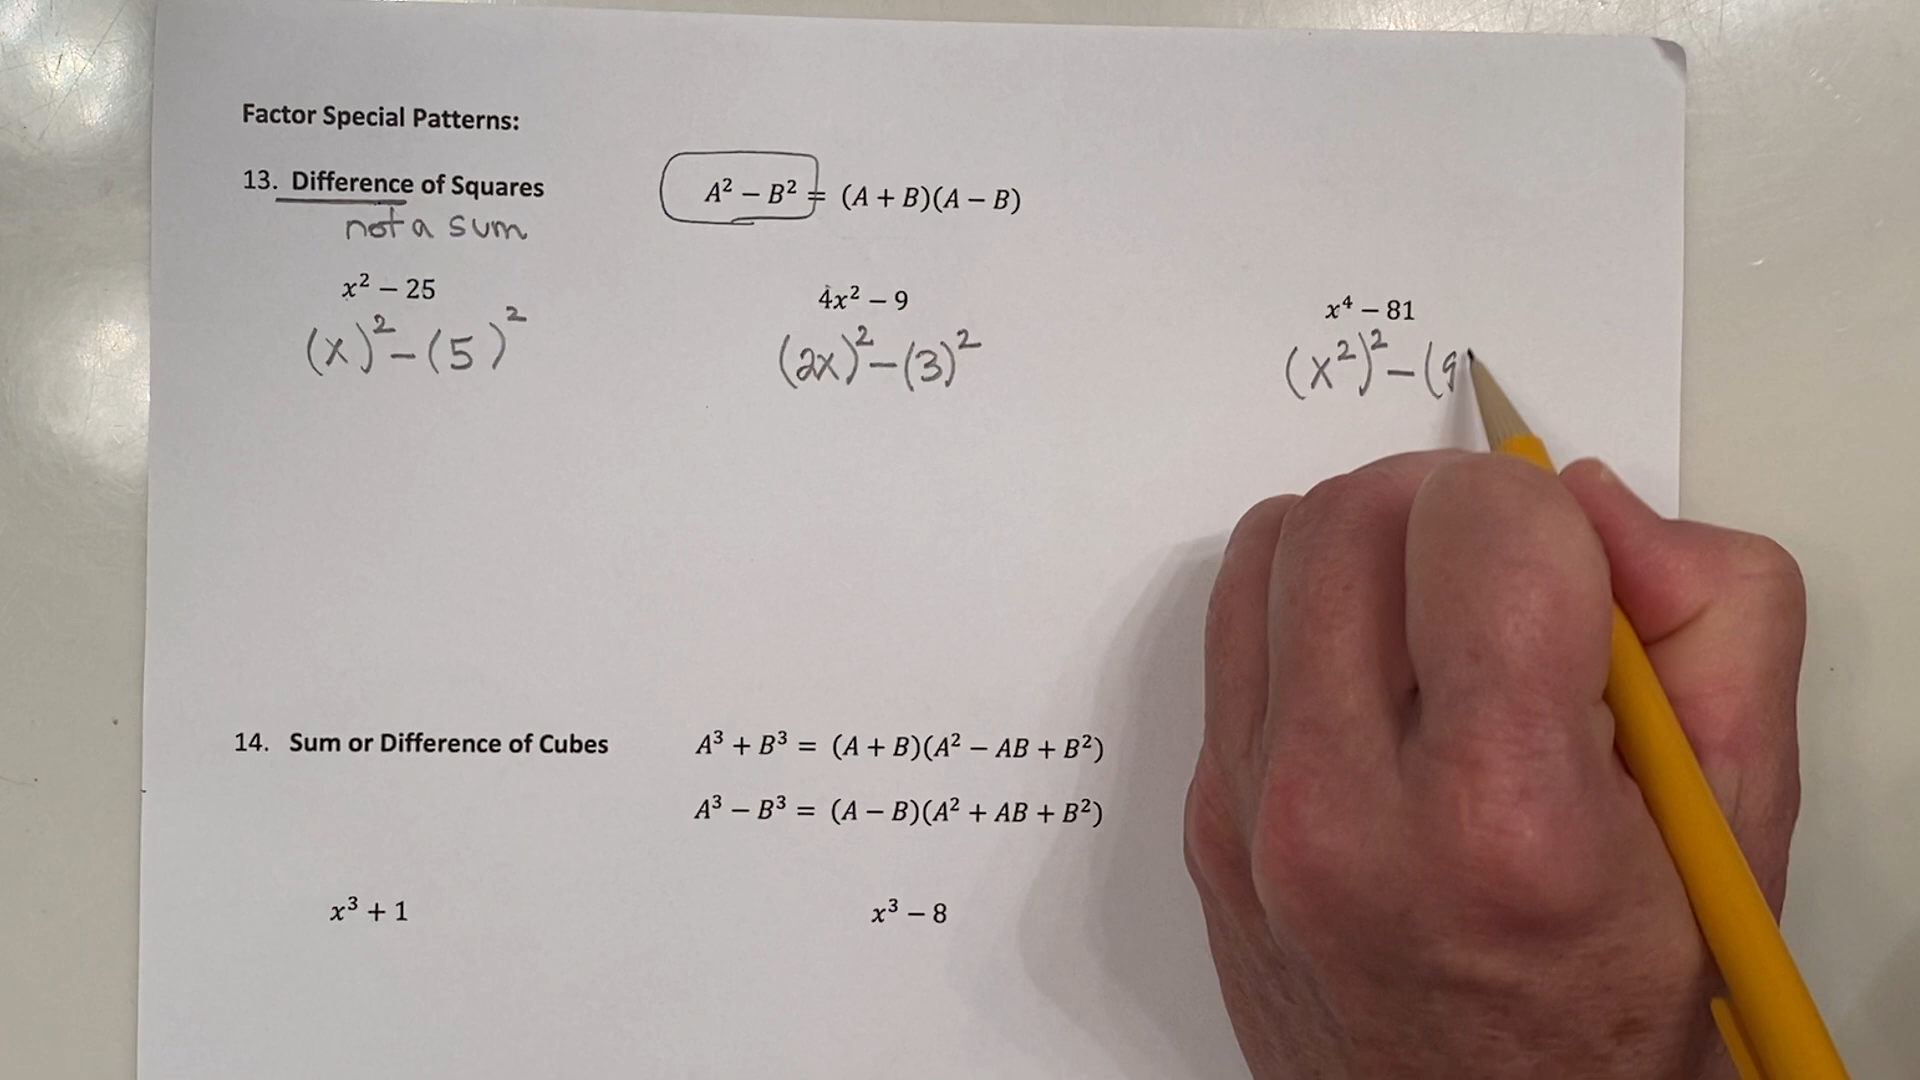 Factor Special Patterns:
13. Difference of Squares
not a sum
A² − B² = (A + B)(A − B)
x² − 25
(x)² − (5)²
4x² − 9
(2x)² − (3)²
x⁴ − 81
(x²)² − (9
14. Sum or Difference of Cubes
A³ + B³ = (A + B)(A² − AB + B²)
A³ − B³ = (A − B)(A² + AB + B²)
x³ + 1
x³ − 8